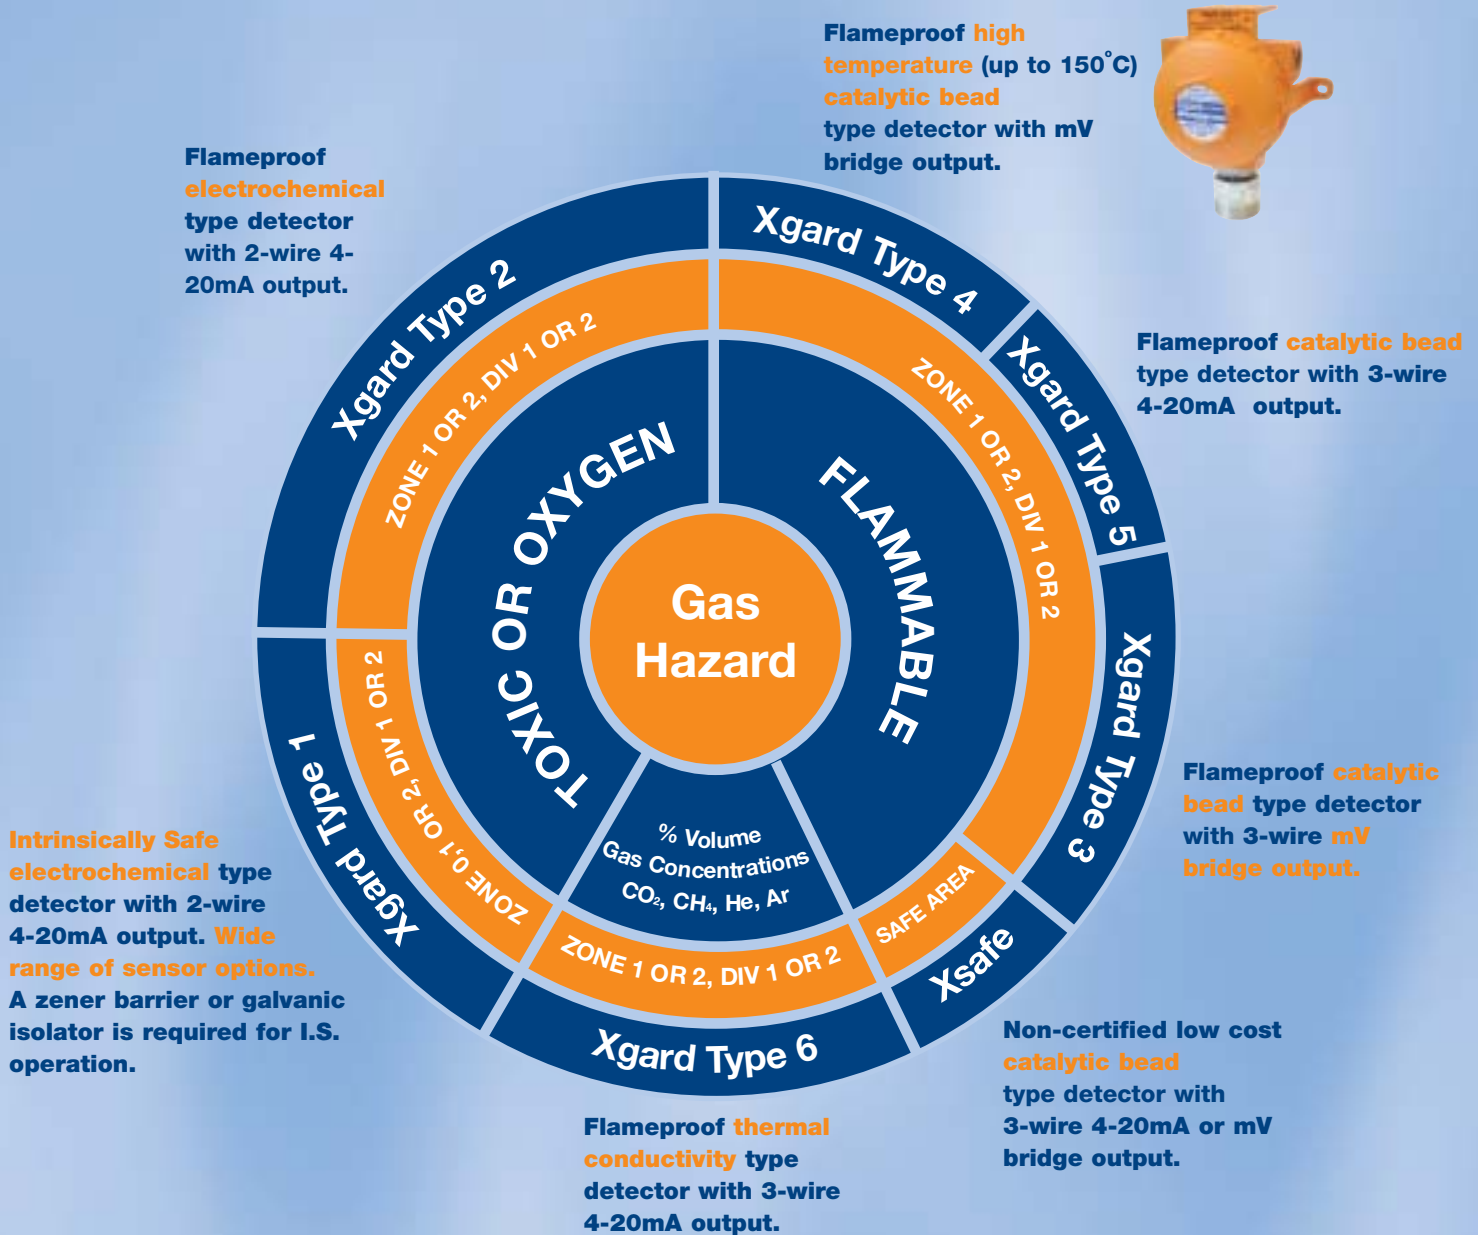 Flameproof high
temperature (up to 150°C)
catalytic bead
type detector with mV
bridge output.
Flameproof
electrochemical
type detector
with 2-wire 4-
20mA output.
Xgard Type 2
Xgard Type 4
Xgard Type 5
Flameproof catalytic bead
type detector with 3-wire
4-20mA output.
ZONE 1 OR 2, DIV 1 OR 2
ZONE 1 OR 2, DIV 1 OR 2
TOXIC OR OXYGEN
FLAMMABLE
Gas
Hazard
Xgard Type 1
ZONE 0,1 OR 2, DIV 1 OR 2
Xgard Type 3
Flameproof catalytic
bead type detector
with 3-wire mV
bridge output.
Intrinsically Safe
electrochemical type
detector with 2-wire
4-20mA output. Wide
range of sensor options.
A zener barrier or galvanic
isolator is required for I.S.
operation.
% Volume
Gas Concentrations
CO₂, CH₄, He, Ar
ZONE 1 OR 2, DIV 1 OR 2
SAFE AREA
Xsafe
Xgard Type 6
Non-certified low cost
catalytic bead
type detector with
3-wire 4-20mA or mV
bridge output.
Flameproof thermal
conductivity type
detector with 3-wire
4-20mA output.